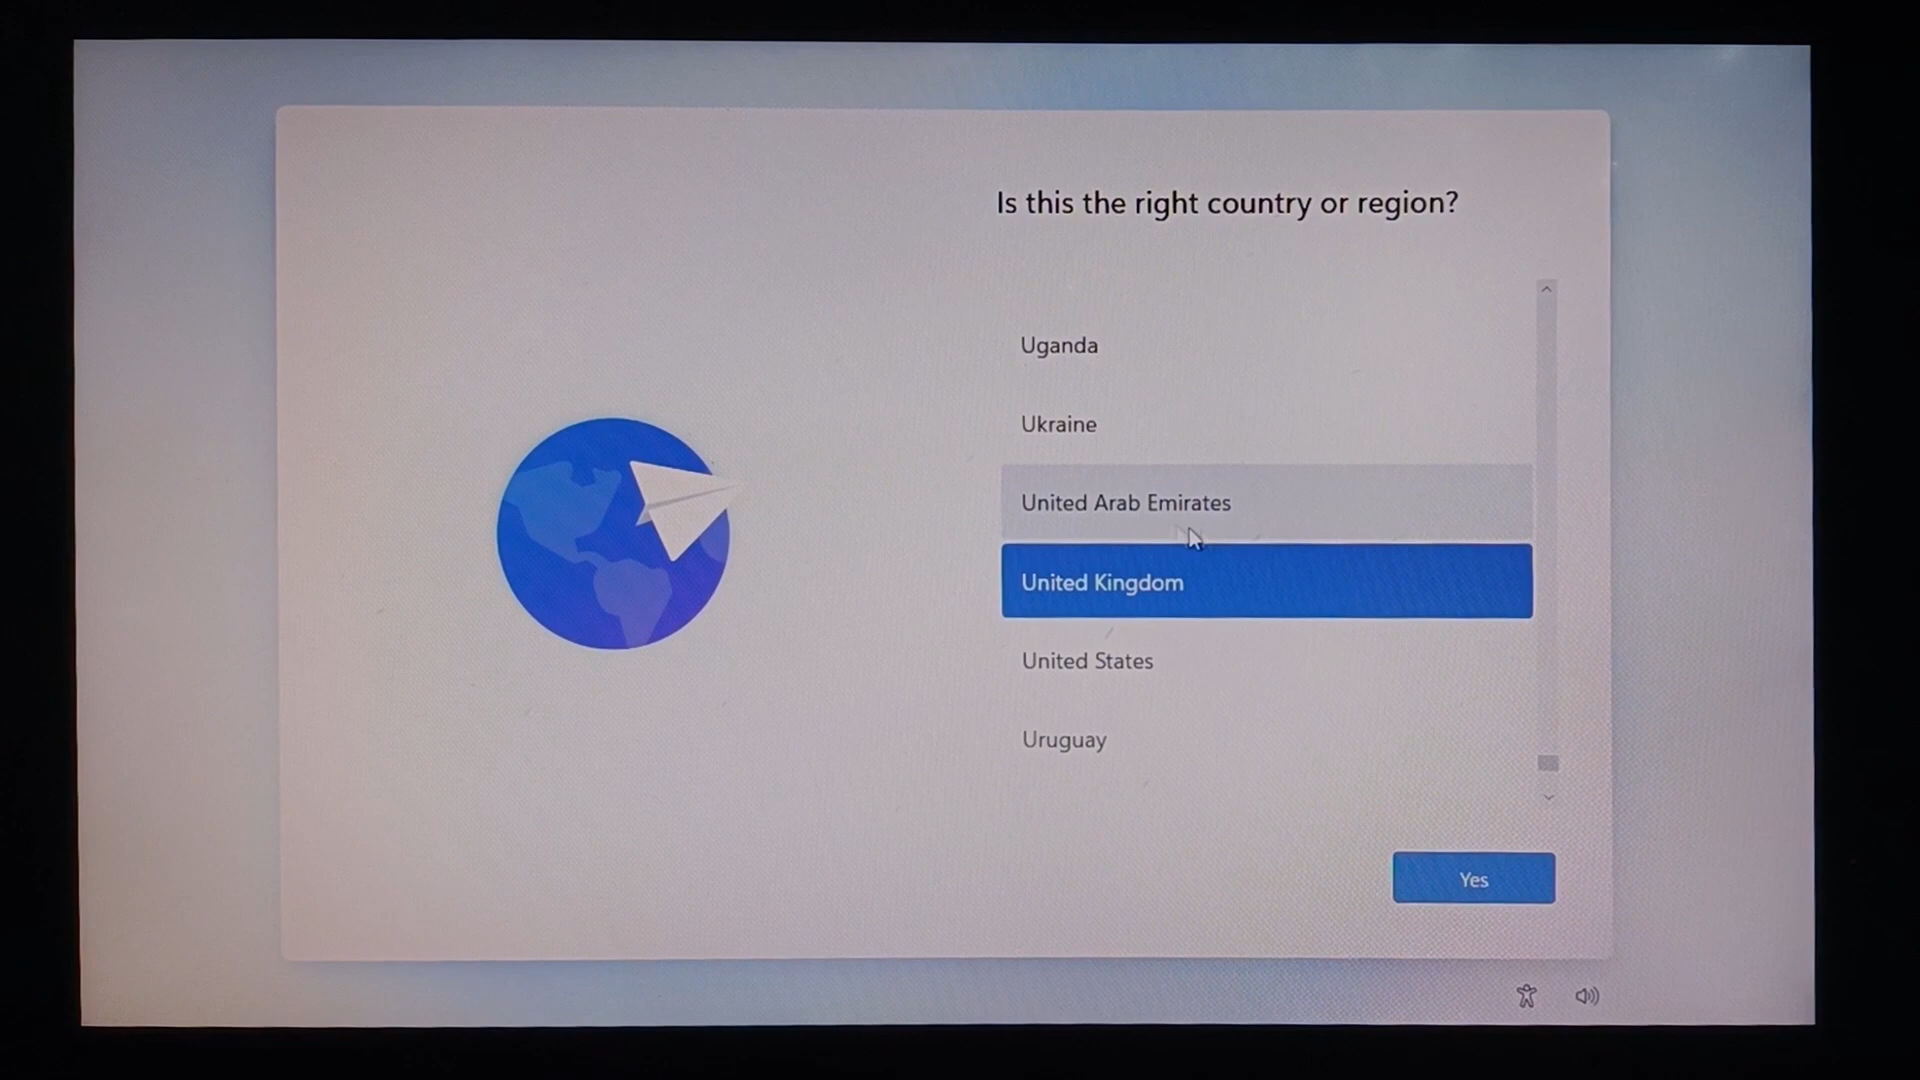 Is this the right country or region?
Uganda
Ukraine
United Arab Emirates
United Kingdom
United States
Uruguay
Yes